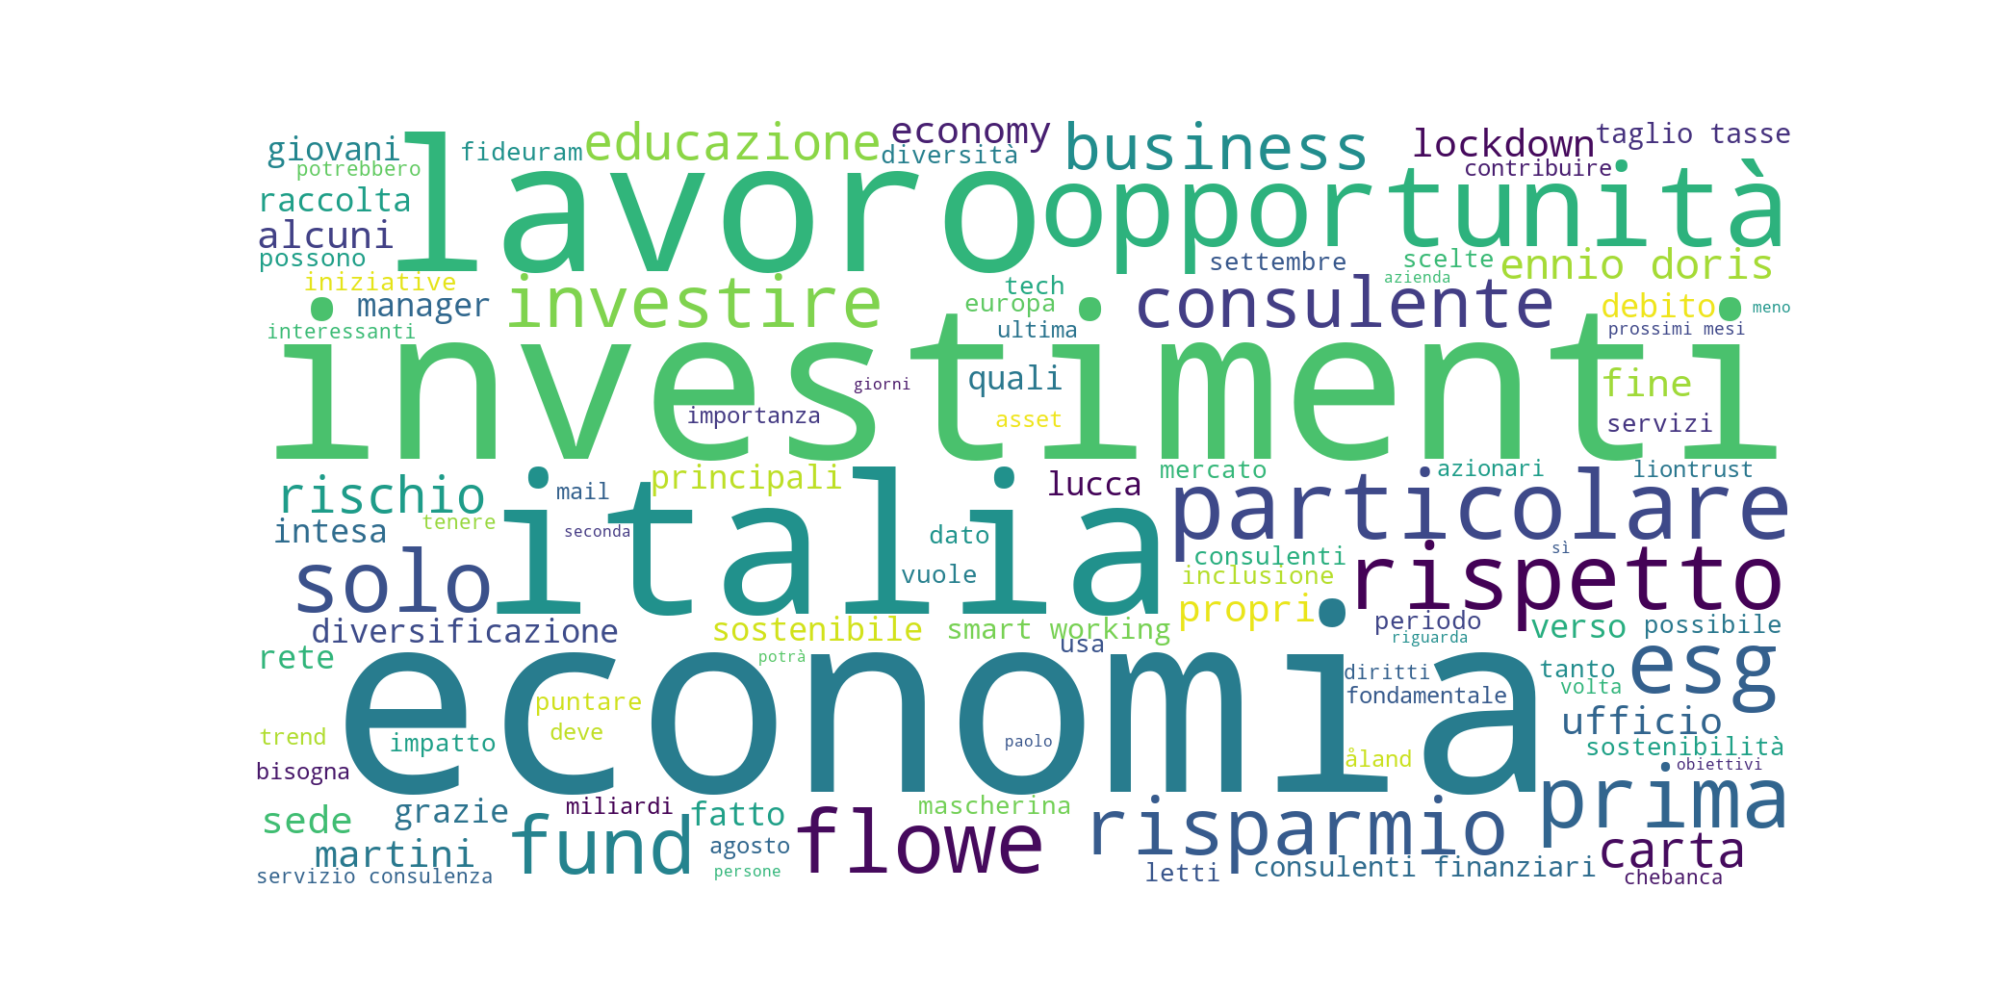 giovani
lavoro
fideuram
educazione
economy
diversità
business
lockdown
taglio tasse
contribuire
potrebbero
raccolta
opportunità
alcuni
possono
iniziative
manager
interessanti
investire
tech
europa
ultima
settembre
scelte
azienda
ennio doris
consulente
debito
meno
prossimi mesi
investimenti
giorni
quali
importanza
asset
fine
servizi
rischio
mail
principali
lucca
mercato
azionari
liontrust
particolare
intesa
tenere
seconda
italia
dato
vuole
consulenti
sì
inclusione
rispetto
solo
propri
diversificazione
sostenibile
smart working
usa
periodo
riguarda
verso
possibile
rete
potrà
economia
esg
diritti
tanto
fondamentale
volta
puntare
deve
trend
impatto
paolo
ufficio
sostenibilità
åland
bisogna
obiettivi
prima
sede
grazie
miliardi
fatto
mascherina
risparmio
fund
flowe
martini
agosto
carta
servizio consulenza
persone
letti
consulenti finanziari
chebanca